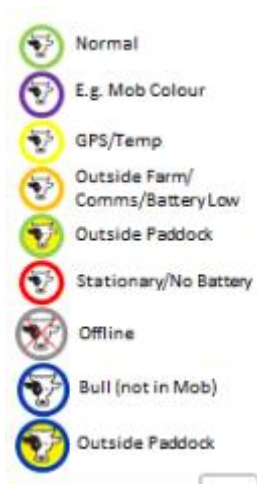 Normal
E.g. Mob Colour
GPS/Temp
Outside Farm/
Comms/Battery Low
Outside Paddock
Stationary/No Battery
Offline
Bull (not in Mob)
Outside Paddock